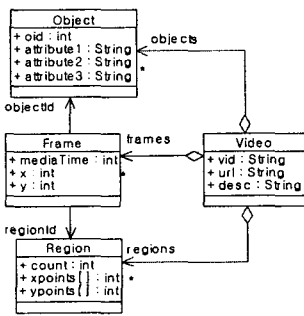 Object
+ oid : int
+ attribute1 : String
+ attribute2 : String
+ attribute3 : String
objects
*
objectId
Frame
+ mediaTime : int
+ x : int
+ y : int
frames
*
Video
+ vid : String
+ url : String
+ desc : String
regionId
Region
+ count : int
+ xpoints[] : int
+ ypoints[] : int
regions
*